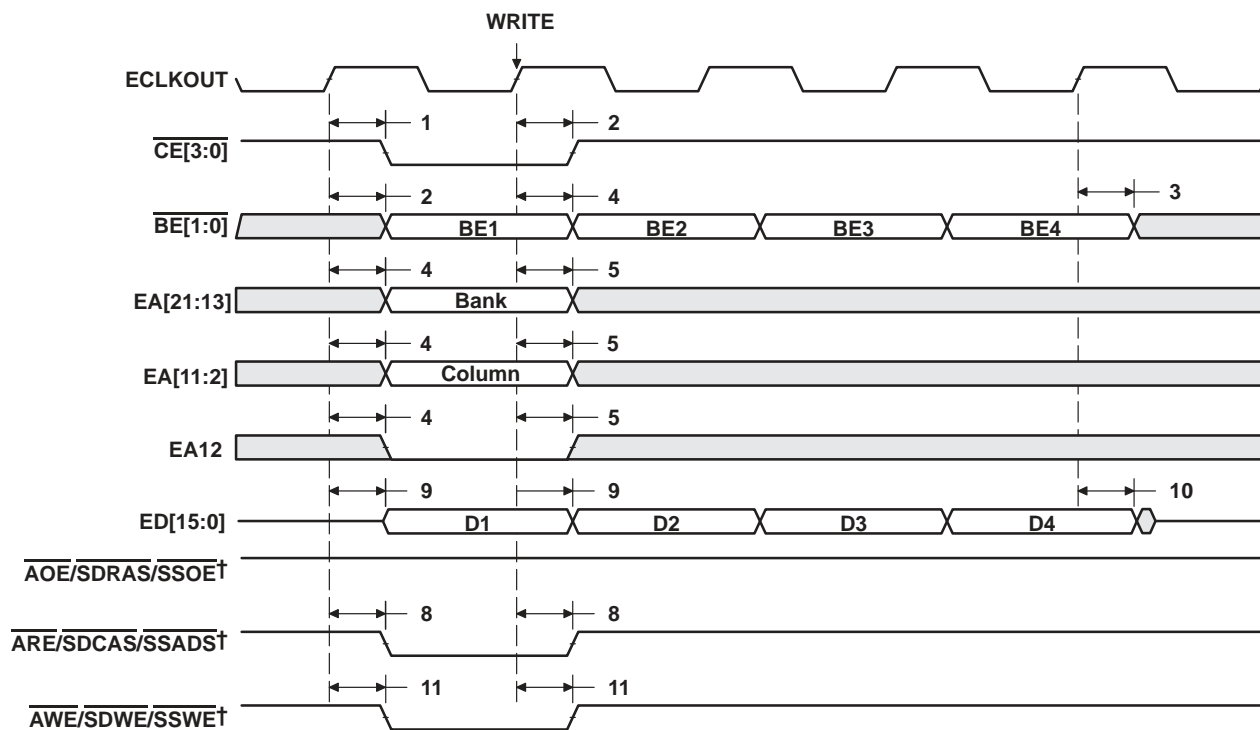 WRITE
ECLKOUT
1 2
CE[3:0]
2 4 3
BE[1:0] BE1 BE2 BE3 BE4
4 5
EA[21:13] Bank
4 5
EA[11:2] Column
4 5
EA12
9 9 10
ED[15:0] D1 D2 D3 D4
AOE/SDRAS/SSOE†
8 8
ARE/SDCAS/SSADS†
11 11
AWE/SDWE/SSWE†